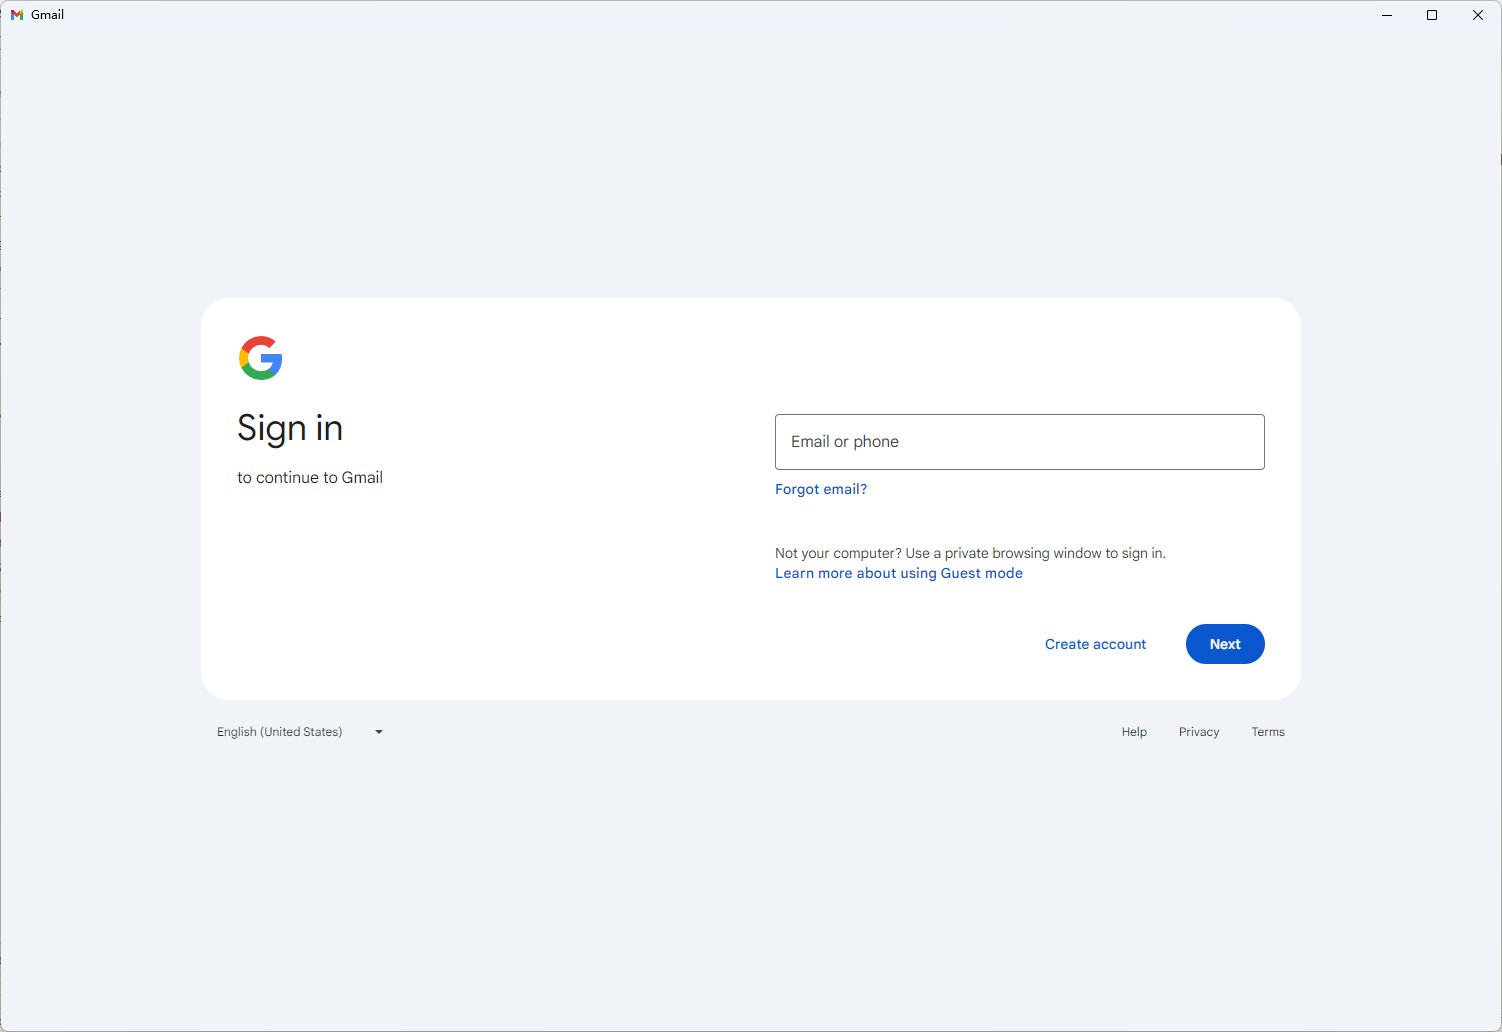 Gmail
Sign in
to continue to Gmail
Email or phone
Forgot email?
Not your computer? Use a private browsing window to sign in.
Learn more about using Guest mode
Create account
Next
English (United States)
Help
Privacy
Terms